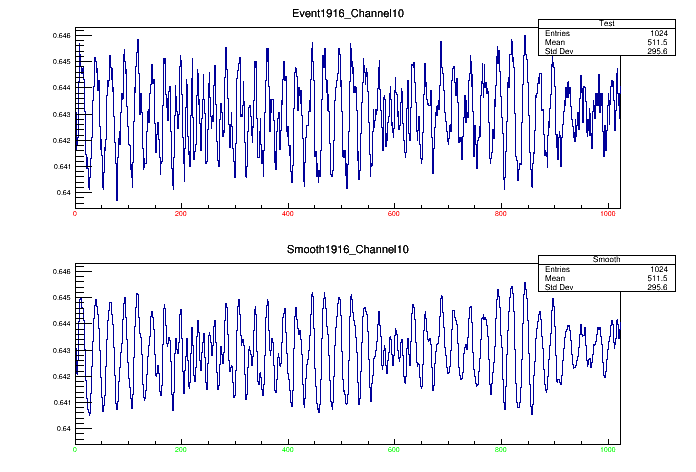 Event1916_Channel10
Test
Entries 1024
Mean 511.5
Std Dev 295.6
0.646
0.645
0.644
0.643
0.642
0.641
0.64
0 200 400 600 800 1000
Smooth1916_Channel10
Smooth
Entries 1024
Mean 511.5
Std Dev 295.6
0.646
0.645
0.644
0.643
0.642
0.641
0.64
0 200 400 600 800 1000